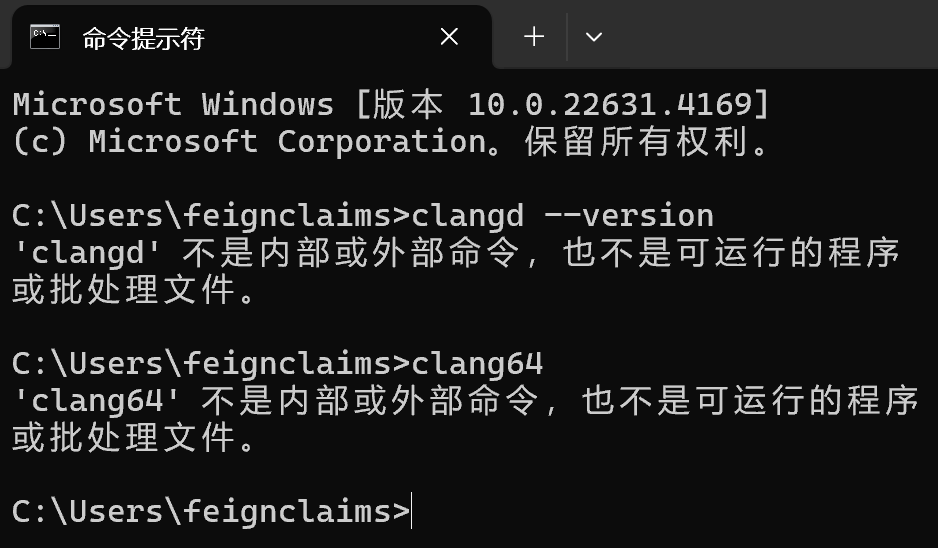 命令提示符
Microsoft Windows [版本 10.0.22631.4169]
(c) Microsoft Corporation。保留所有权利。
C:\Users\feignclaims>clangd --version
'clangd' 不是内部或外部命令，也不是可运行的程序
或批处理文件。
C:\Users\feignclaims>clang64
'clang64' 不是内部或外部命令，也不是可运行的程序
或批处理文件。
C:\Users\feignclaims>